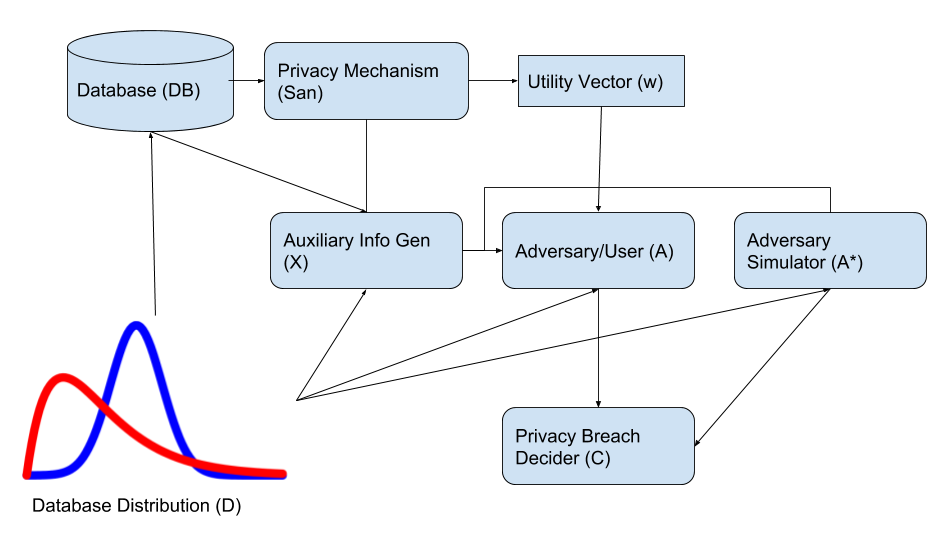 Database (DB)
Privacy Mechanism
(San)
Utility Vector (w)
Auxiliary Info Gen
(X)
Adversary/User (A)
Adversary
Simulator (A*)
Privacy Breach
Decider (C)
Database Distribution (D)